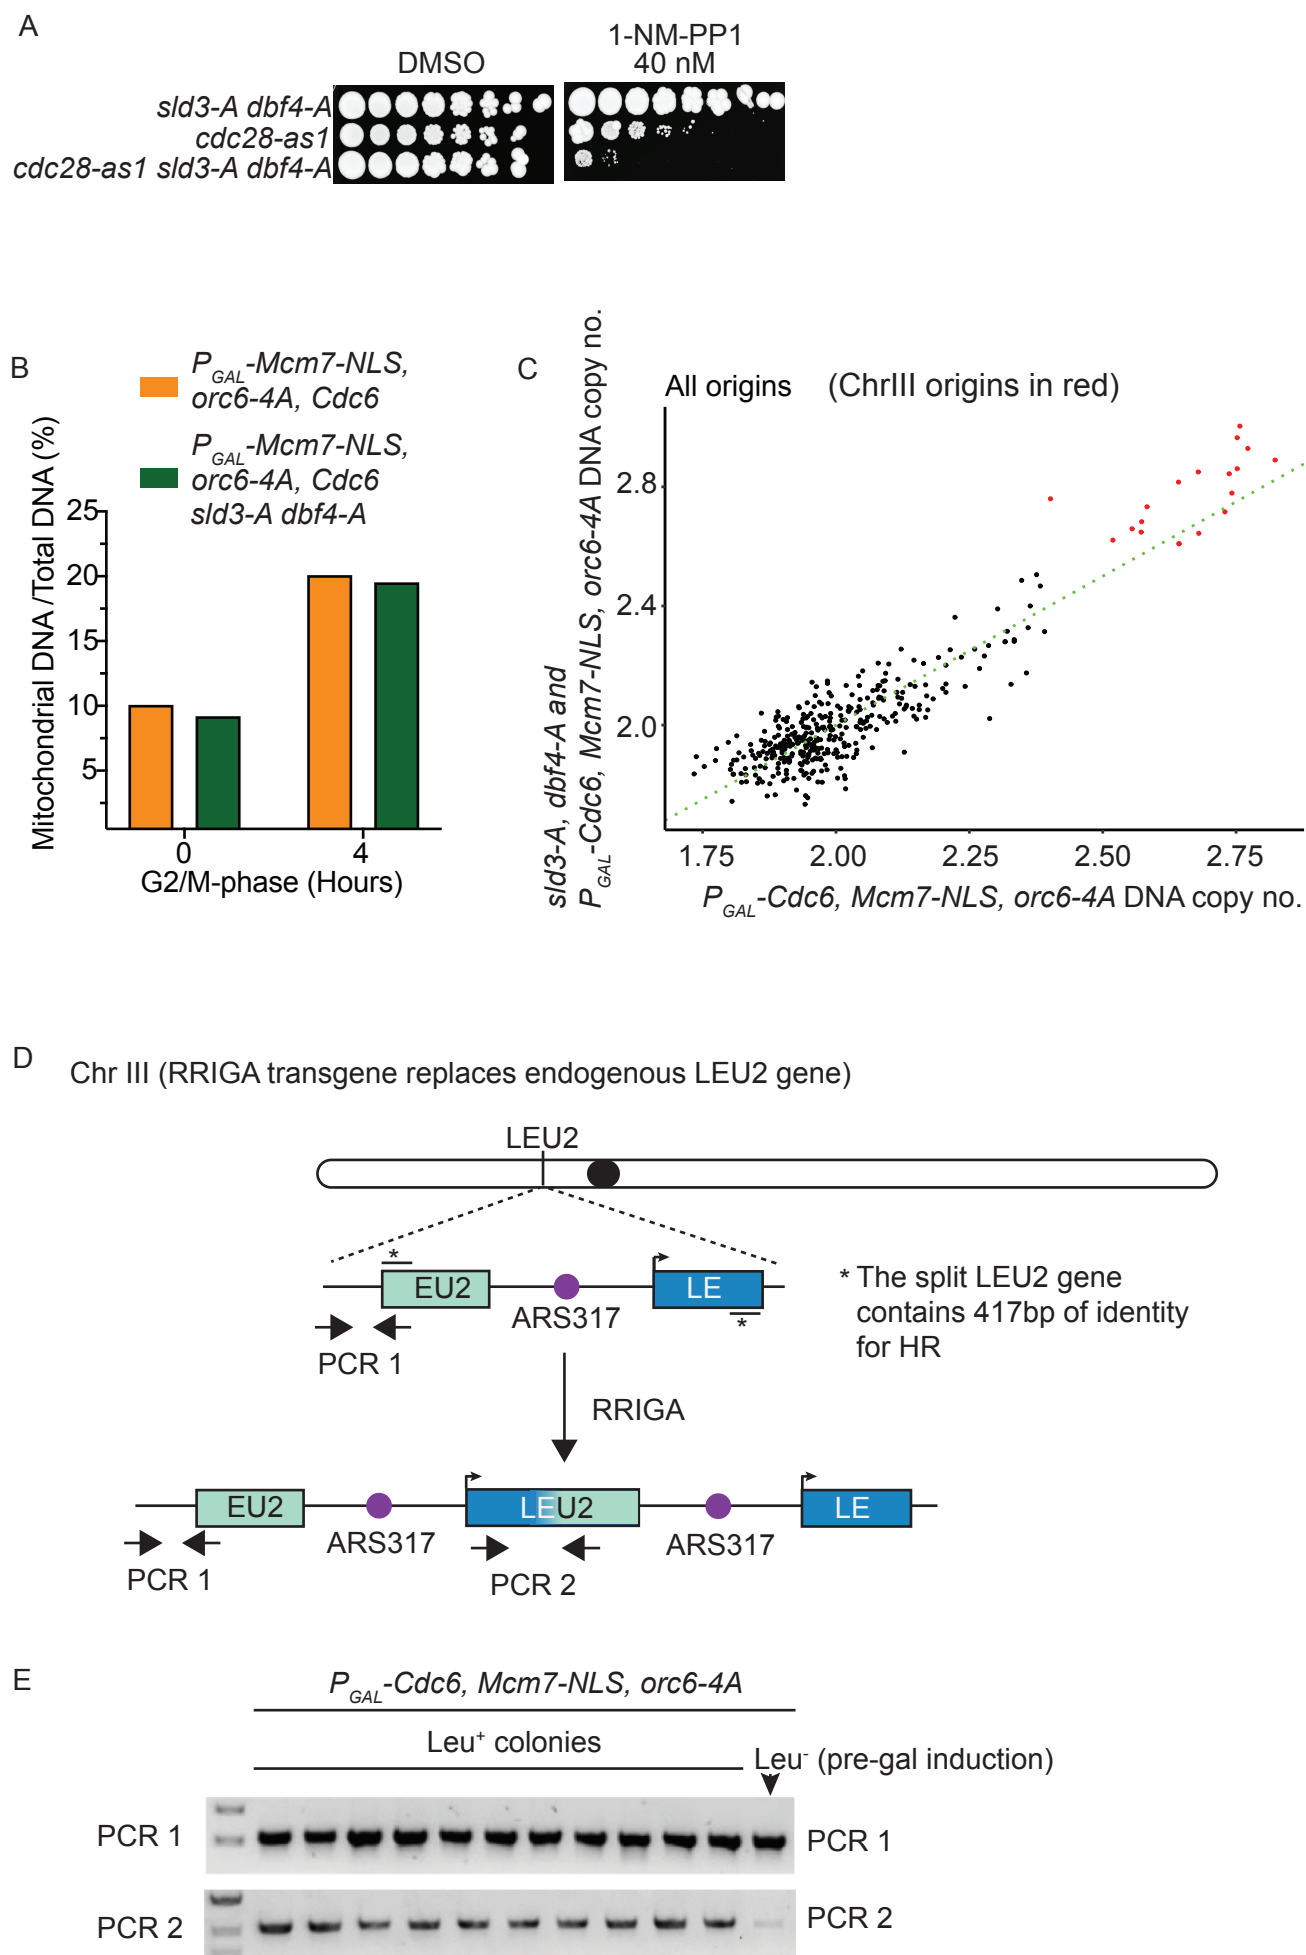 A
DMSO
1-NM-PP1
40 nM
sld3-A dbf4-A
cdc28-as1
cdc28-as1 sld3-A dbf4-A
B
P_GAL-Mcm7-NLS,
orc6-4A, Cdc6
P_GAL-Mcm7-NLS,
orc6-4A, Cdc6
sld3-A dbf4-A
Mitochondrial DNA/Total DNA (%)
25
20
15
10
5
0
4
G2/M-phase (Hours)
C
All origins (ChrIII origins in red)
sld3-A, dbf4-A and
P_GAL-Cdc6, Mcm7-NLS, orc6-4A DNA copy no.
2.8
2.4
2.0
1.75
2.00
2.25
2.50
2.75
P_GAL-Cdc6, Mcm7-NLS, orc6-4A DNA copy no.
D
Chr III (RRIGA transgene replaces endogenous LEU2 gene)
LEU2
*
EU2
ARS317
LE
*
PCR 1
* The split LEU2 gene
contains 417bp of identity
for HR
RRIGA
EU2
ARS317
LEU2
ARS317
LE
PCR 1
PCR 2
E
P_GAL-Cdc6, Mcm7-NLS, orc6-4A
Leu⁺ colonies
Leu⁻ (pre-gal induction)
PCR 1
PCR 1
PCR 2
PCR 2